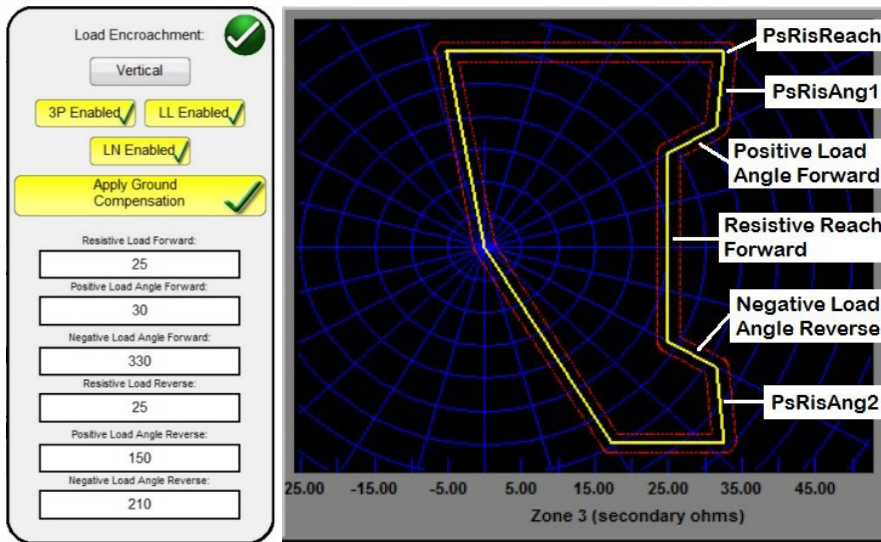 Load Encroachment:
Vertical
3P Enabled
LL Enabled
LN Enabled
Apply Ground
Compensation
Resistive Load Forward:
25
Positive Load Angle Forward:
30
Negative Load Angle Forward:
330
Resistive Load Reverse:
25
Positive Load Angle Reverse:
150
Negative Load Angle Reverse:
210
PsRisReach
PsRisAng1
Positive Load
Angle Forward
Resistive Reach
Forward
Negative Load
Angle Reverse
PsRisAng2
25.00 -15.00 -5.00 5.00 15.00 25.00 35.00 45.00
Zone 3 (secondary ohms)